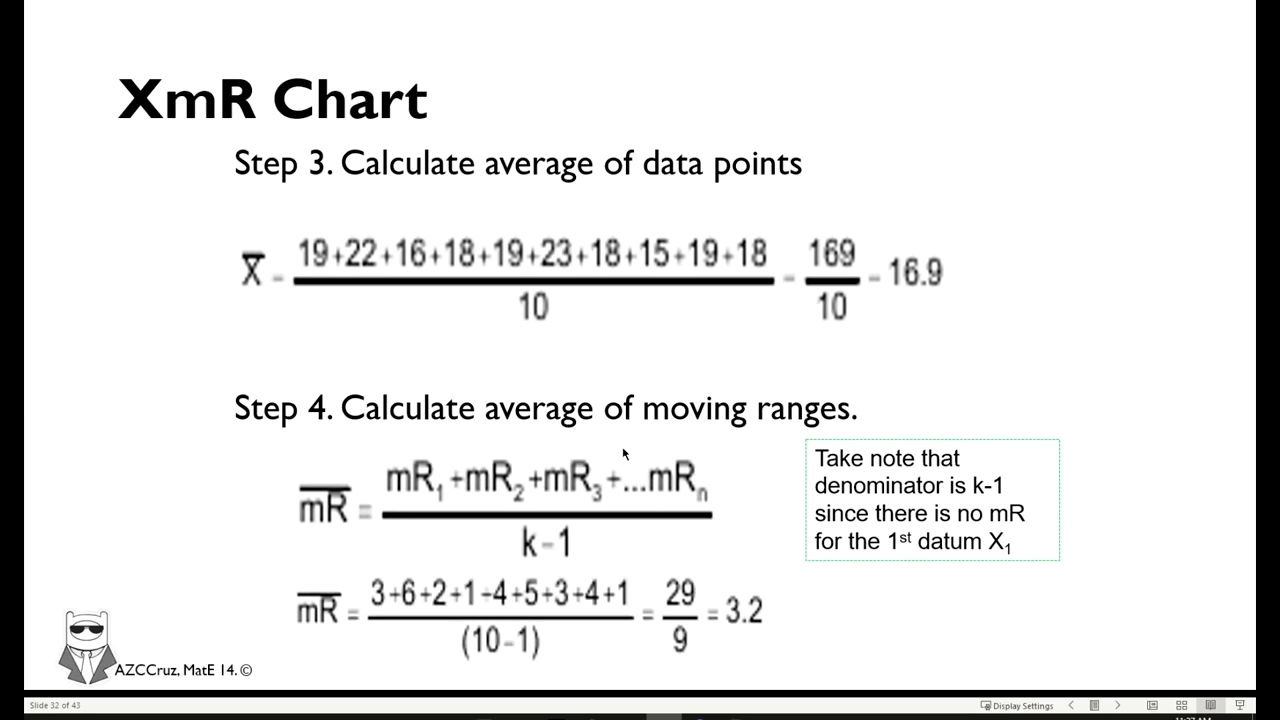 XmR Chart
Step 3. Calculate average of data points
X̄ = 19+22+16+18+19+23+18+15+19+18 / 10 = 169 / 10 = 16.9
Step 4. Calculate average of moving ranges.
mR̅ = mR₁ +mR₂ +mR₃ +...mRₙ / k-1
Take note that
denominator is k-1
since there is no mR
for the 1st datum X₁
mR̅ = 3+6+2+1+4+5+3+4+1 / (10-1) = 29 / 9 = 3.2
AZCCruz, MatE 14. ©
Slide 32 of 43
Display Settings